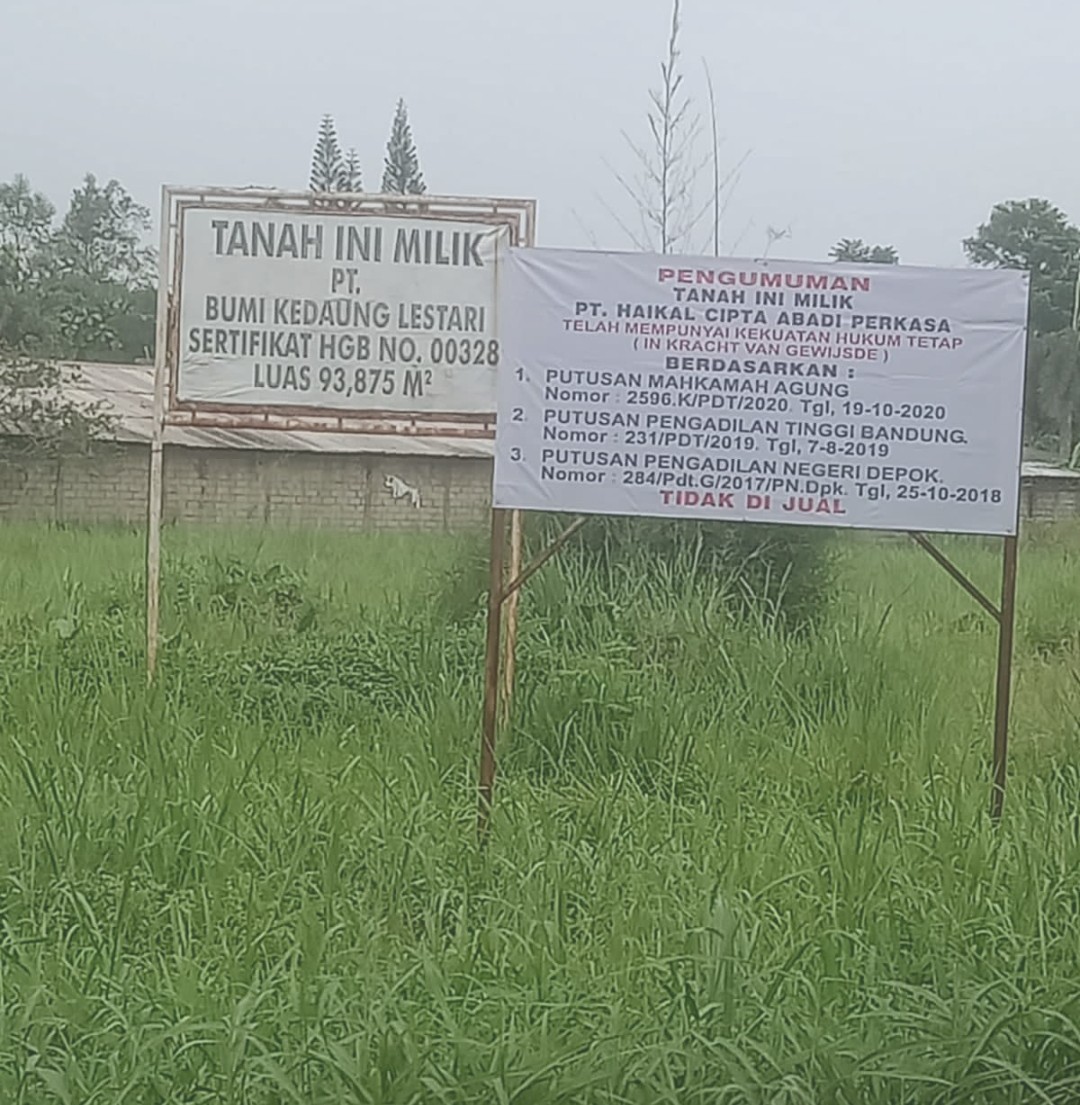 TANAH INI MILIK
PT.
BUMI KEDAUNG LESTARI
SERTIFIKAT HGB NO. 00328
LUAS 93,875 M²
PENGUMUMAN
TANAH INI MILIK
PT. HAIKAL CIPTA ABADI PERKASA
TELAH MEMPUNYAI KEKUATAN HUKUM TETAP
( IN KRACHT VAN GEWIJSDE )
BERDASARKAN :
1. PUTUSAN MAHKAMAH AGUNG
Nomor : 2596.K/PDT/2020. Tgl, 19-10-2020
2. PUTUSAN PENGADILAN TINGGI BANDUNG.
Nomor : 231/PDT/2019. Tgl, 7-8-2019
3. PUTUSAN PENGADILAN NEGERI DEPOK.
Nomor : 284/Pdt.G/2017/PN.Dpk. Tgl, 25-10-2018
TIDAK DI JUAL